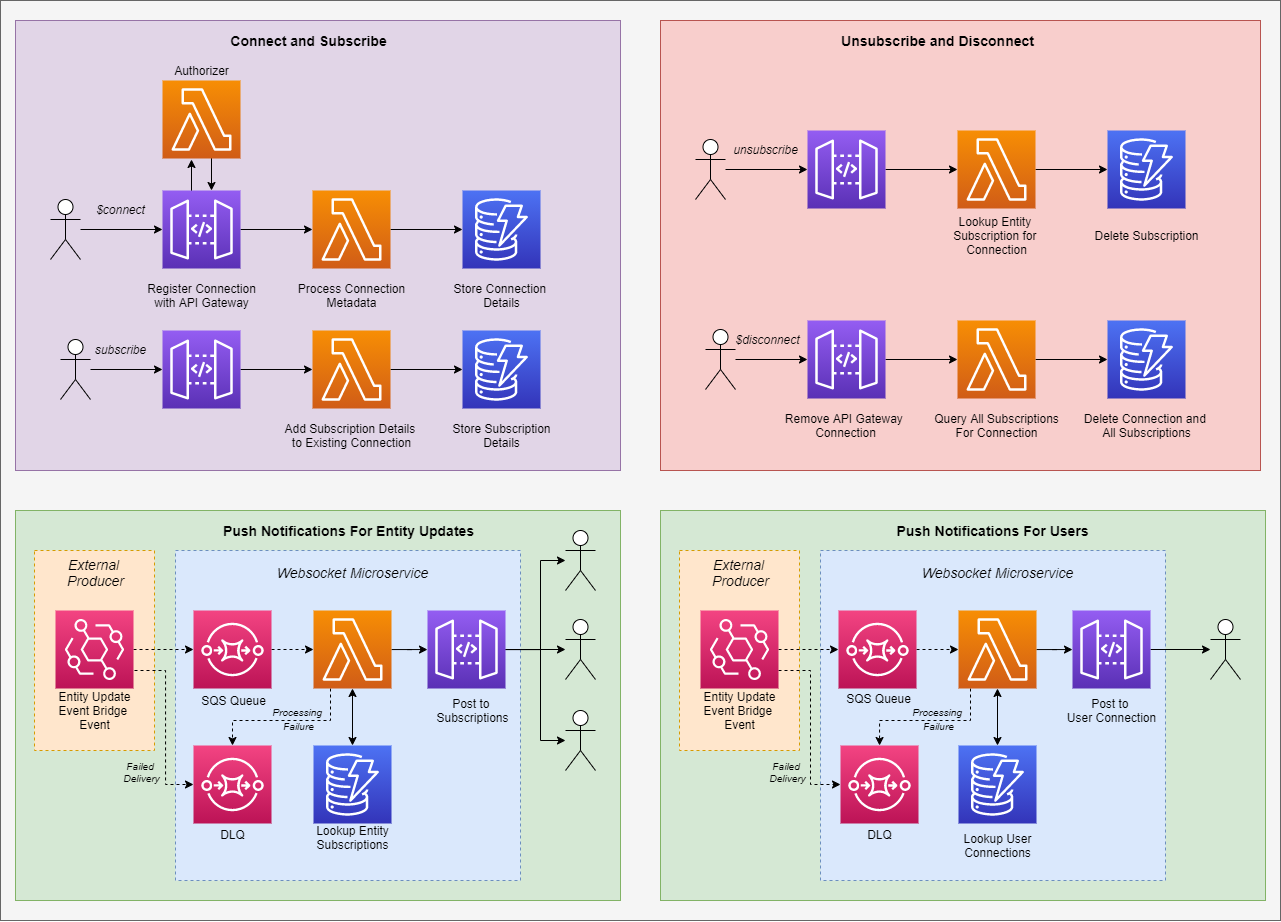 Connect and Subscribe
Authorizer
$connect
Register Connection
with API Gateway
Process Connection
Metadata
Store Connection
Details
subscribe
Add Subscription Details
to Existing Connection
Store Subscription
Details
Unsubscribe and Disconnect
unsubscribe
Lookup Entity
Subscription for
Connection
Delete Subscription
$disconnect
Remove API Gateway
Connection
Query All Subscriptions
For Connection
Delete Connection and
All Subscriptions
Push Notifications For Entity Updates
External
Producer
Websocket Microservice
Entity Update
Event Bridge
Event
SQS Queue
Post to
Subscriptions
Processing
Failure
Failed
Delivery
DLQ
Lookup Entity
Subscriptions
Push Notifications For Users
External
Producer
Websocket Microservice
Entity Update
Event Bridge
Event
SQS Queue
Post to
User Connection
Processing
Failure
Failed
Delivery
DLQ
Lookup User
Connections